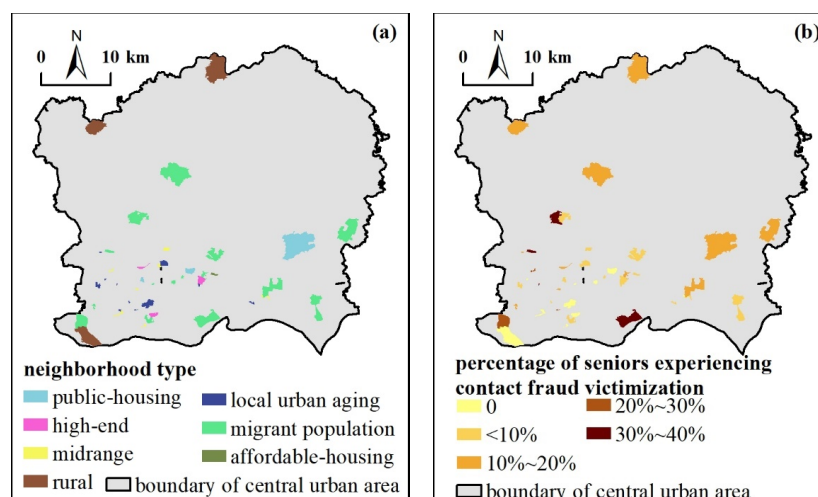 (a)
N
0 10 km
neighborhood type
public-housing
local urban aging
high-end
migrant population
midrange
affordable-housing
rural
boundary of central urban area
(b)
N
0 10 km
percentage of seniors experiencing
contact fraud victimization
0
20%~30%
<10%
30%~40%
10%~20%
boundary of central urban area